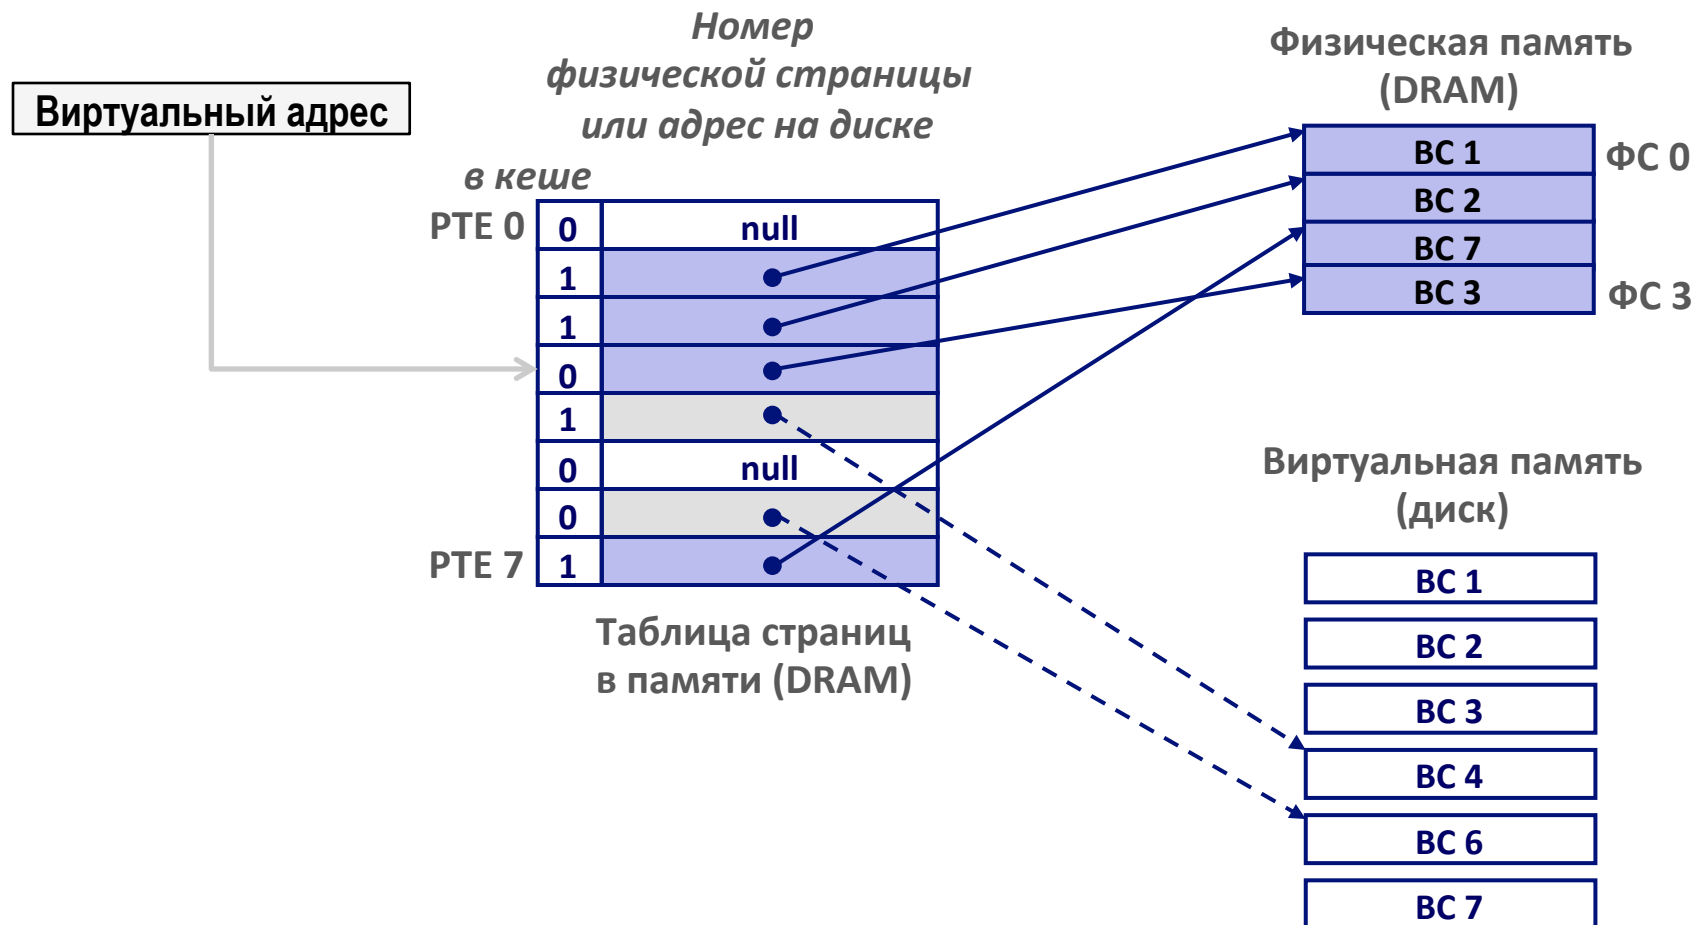 Номер
физической страницы
или адрес на диске
Физическая память
(DRAM)
Виртуальный адрес
в кеше
PTE 0
0 null
1
1
0
1
0 null
0
PTE 7
1
Таблица страниц
в памяти (DRAM)
ВС 1
ФС 0
ВС 2
ВС 7
ВС 3
ФС 3
Виртуальная память
(диск)
ВС 1
ВС 2
ВС 3
ВС 4
ВС 6
ВС 7